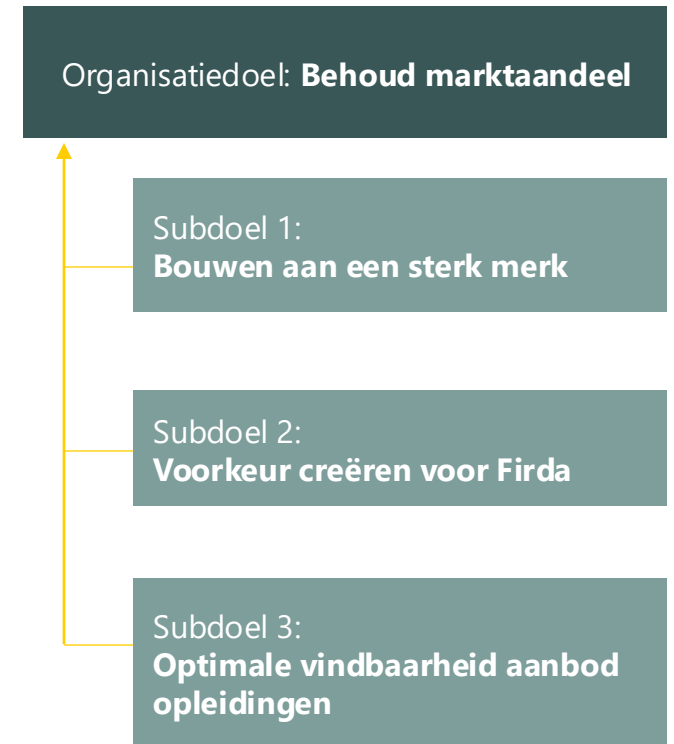 Organisatiedoel: Behoud marktaandeel
Subdoel 1:
Bouwen aan een sterk merk
Subdoel 2:
Voorkeur creëren voor Firda
Subdoel 3:
Optimale vindbaarheid aanbod
opleidingen